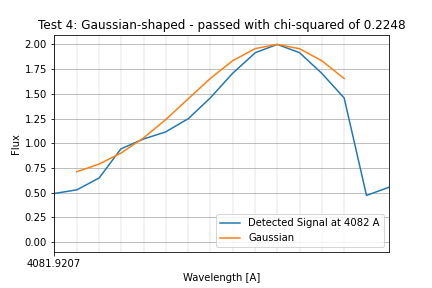 Test 4: Gaussian-shaped - passed with chi-squared of 0.2248
2.00
1.75
1.50
1.25
1.00
0.75
0.50
0.25
0.00
Flux
Detected Signal at 4082 A
Gaussian
4081.9207
Wavelength [A]